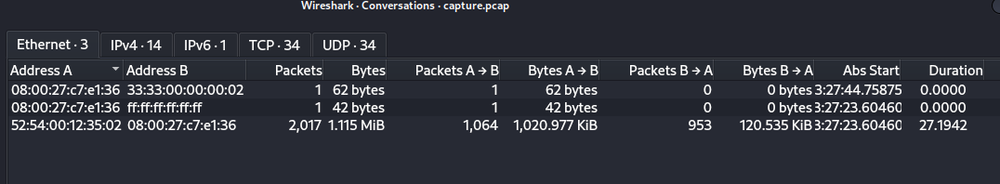 Wireshark · Conversations · capture.pcap
Ethernet · 3 IPv4 · 14 IPv6 · 1 TCP · 34 UDP · 34
Address A Address B Packets Bytes Packets A → B Bytes A → B Packets B → A Bytes B → A Abs Start Duration
08:00:27:c7:e1:36 33:33:00:00:00:02 1 62 bytes 1 62 bytes 0 0 bytes 3:27:44.75875 0.0000
08:00:27:c7:e1:36 ff:ff:ff:ff:ff:ff 1 42 bytes 1 42 bytes 0 0 bytes 3:27:23.60460 0.0000
52:54:00:12:35:02 08:00:27:c7:e1:36 2,017 1.115 MiB 1,064 1,020.977 KiB 953 120.535 KiB 3:27:23.60460 27.1942